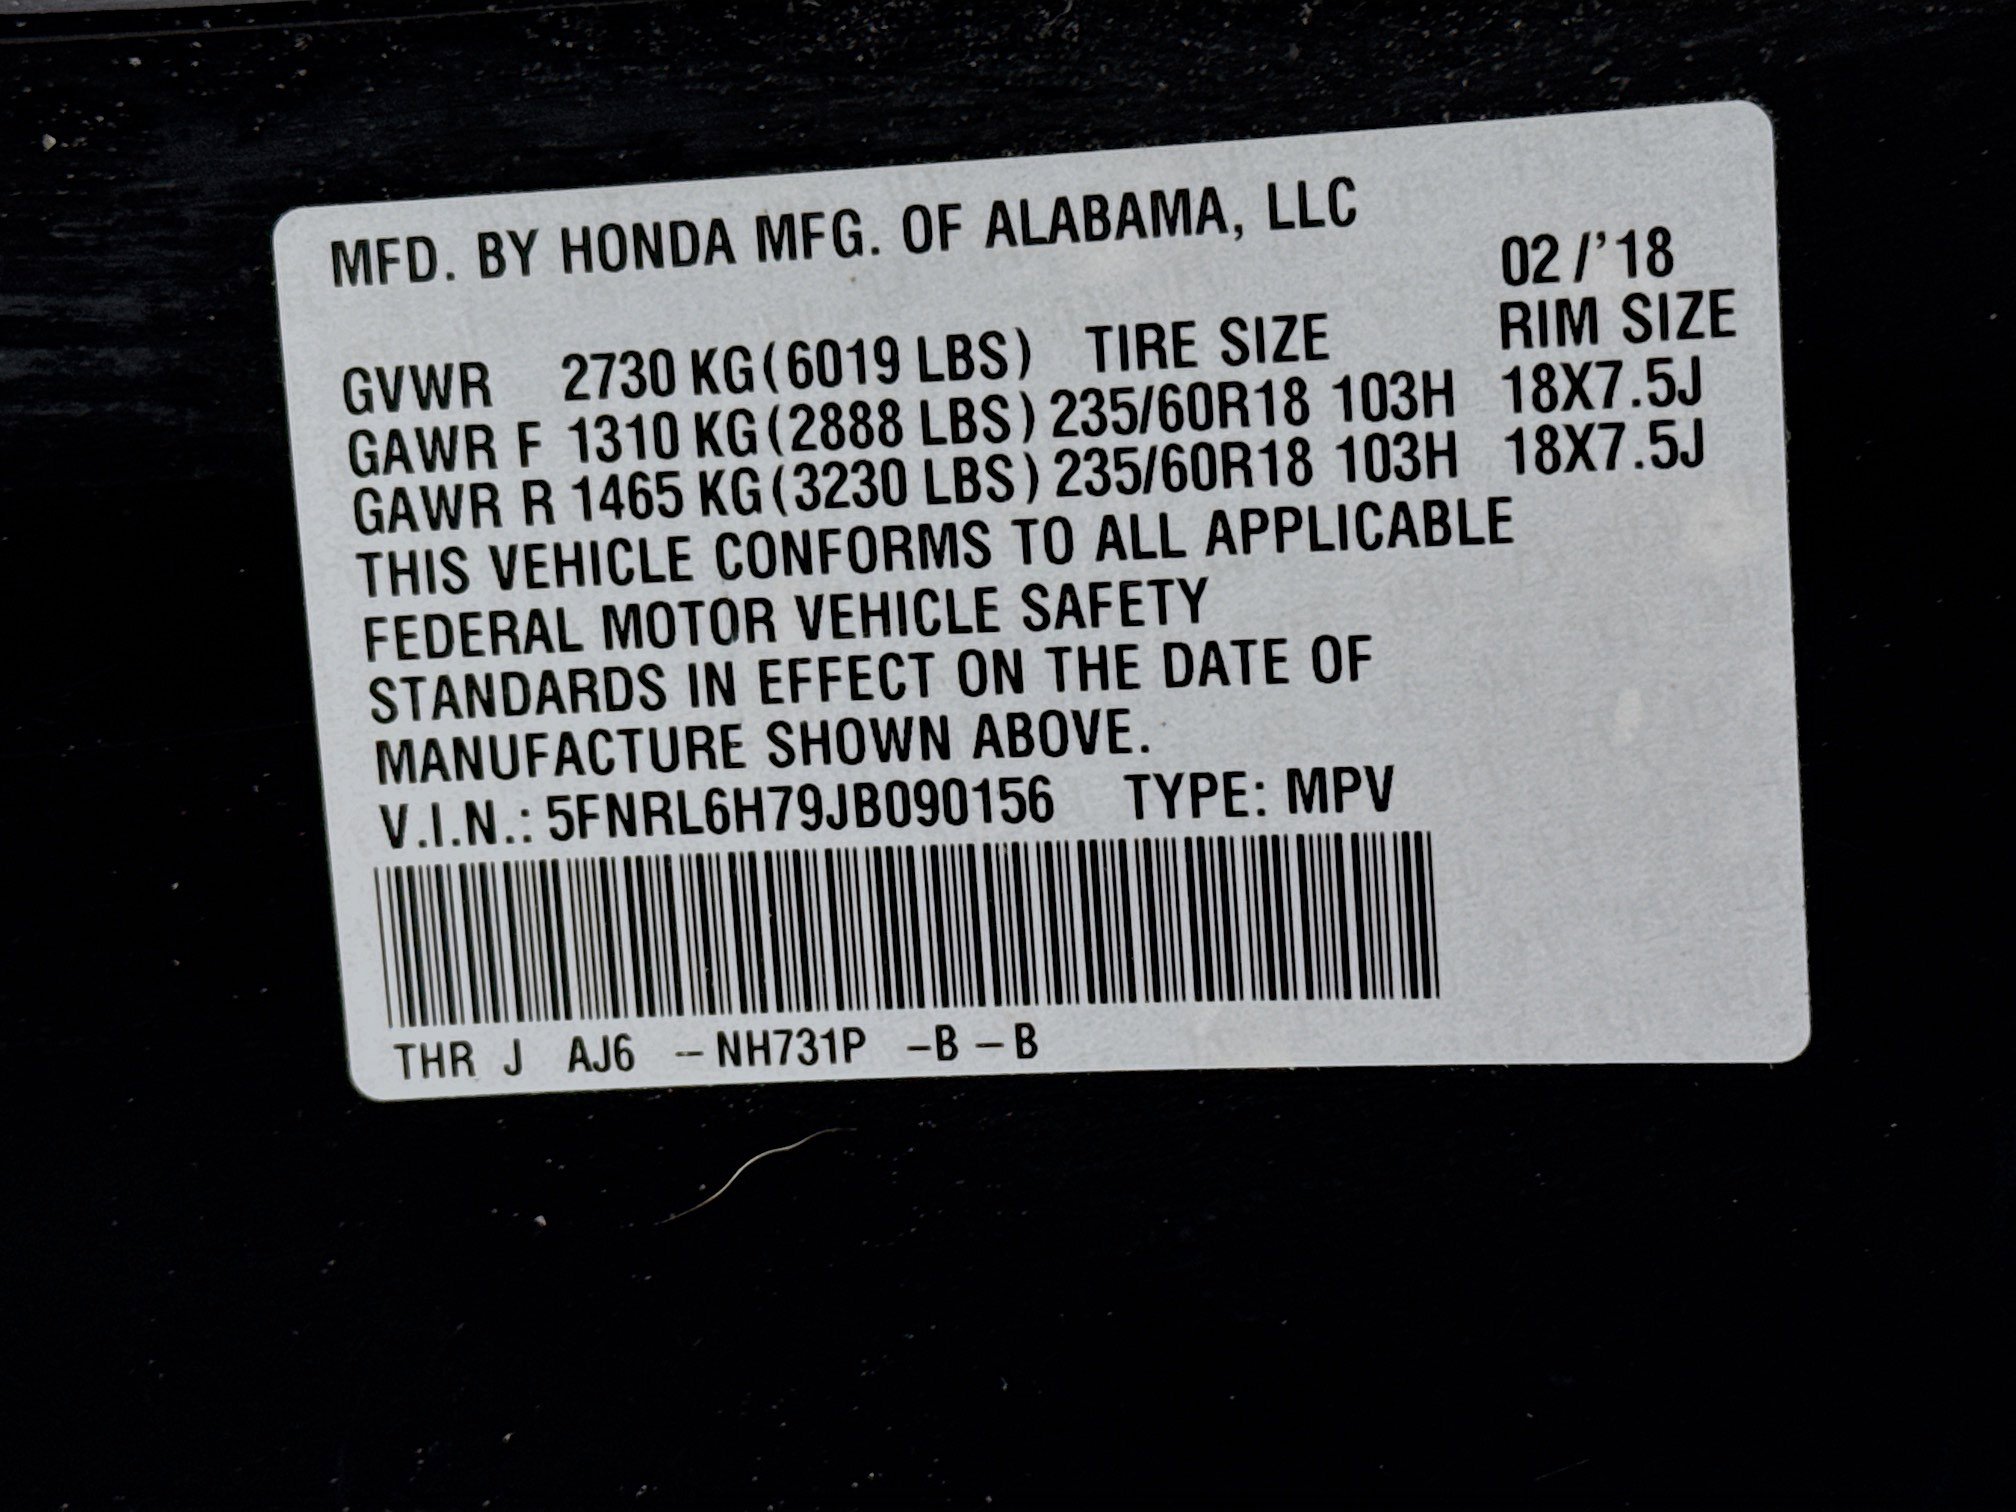 MFD. BY HONDA MFG. OF ALABAMA, LLC
02 /'18
GVWR 2730 KG (6019 LBS) TIRE SIZE RIM SIZE
GAWR F 1310 KG (2888 LBS) 235/60R18 103H 18X7.5J
GAWR R 1465 KG (3230 LBS) 235/60R18 103H 18X7.5J
THIS VEHICLE CONFORMS TO ALL APPLICABLE
FEDERAL MOTOR VEHICLE SAFETY
STANDARDS IN EFFECT ON THE DATE OF
MANUFACTURE SHOWN ABOVE.
V.I.N.: 5FNRL6H79JB090156 TYPE: MPV
THR J AJ6 -- NH731P -B - B